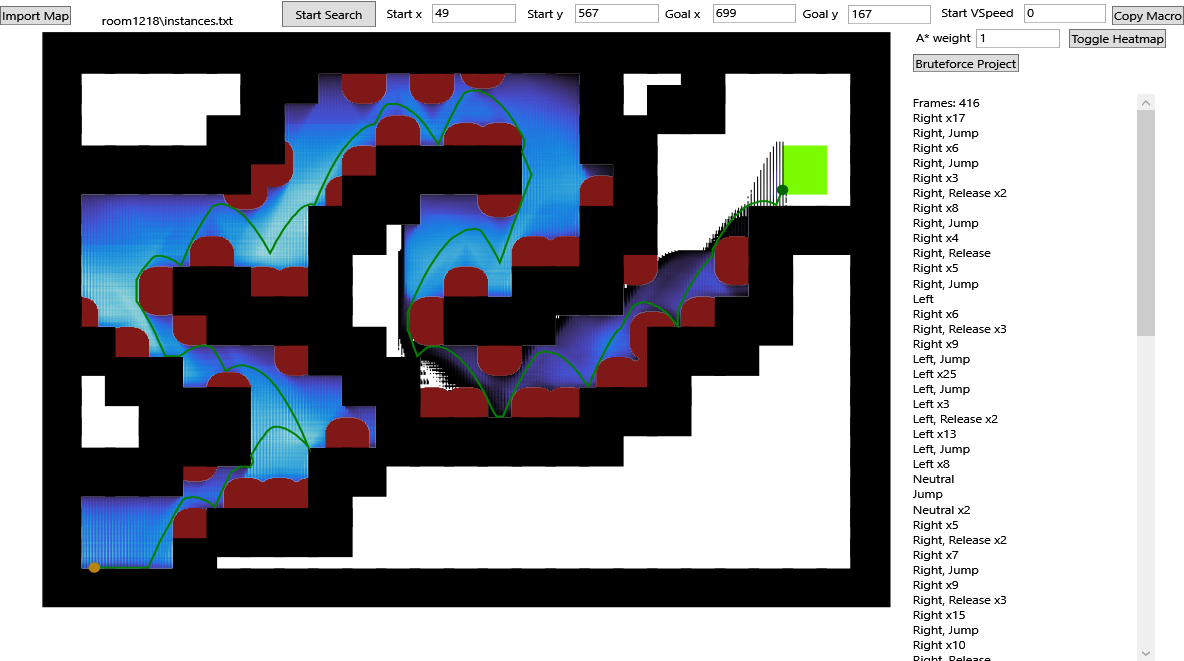 Import Map
room1218\instances.txt
Start Search
Start x 49
Start y 567
Goal x 699
Goal y 167
Start VSpeed 0
Copy Macro
A* weight 1
Toggle Heatmap
Bruteforce Project
Frames: 416
Right x17
Right, Jump
Right x6
Right, Jump
Right x3
Right, Release x2
Right x8
Right, Jump
Right x4
Right, Release
Right x5
Right, Jump
Left
Right x6
Right, Release x3
Right x9
Left, Jump
Left x25
Left, Jump
Left x3
Left, Release x2
Left x13
Left, Jump
Left x8
Neutral
Jump
Neutral x2
Right x5
Right, Release x2
Right x7
Right, Jump
Right x9
Right, Release x3
Right x15
Right, Jump
Right x10
Right, Release